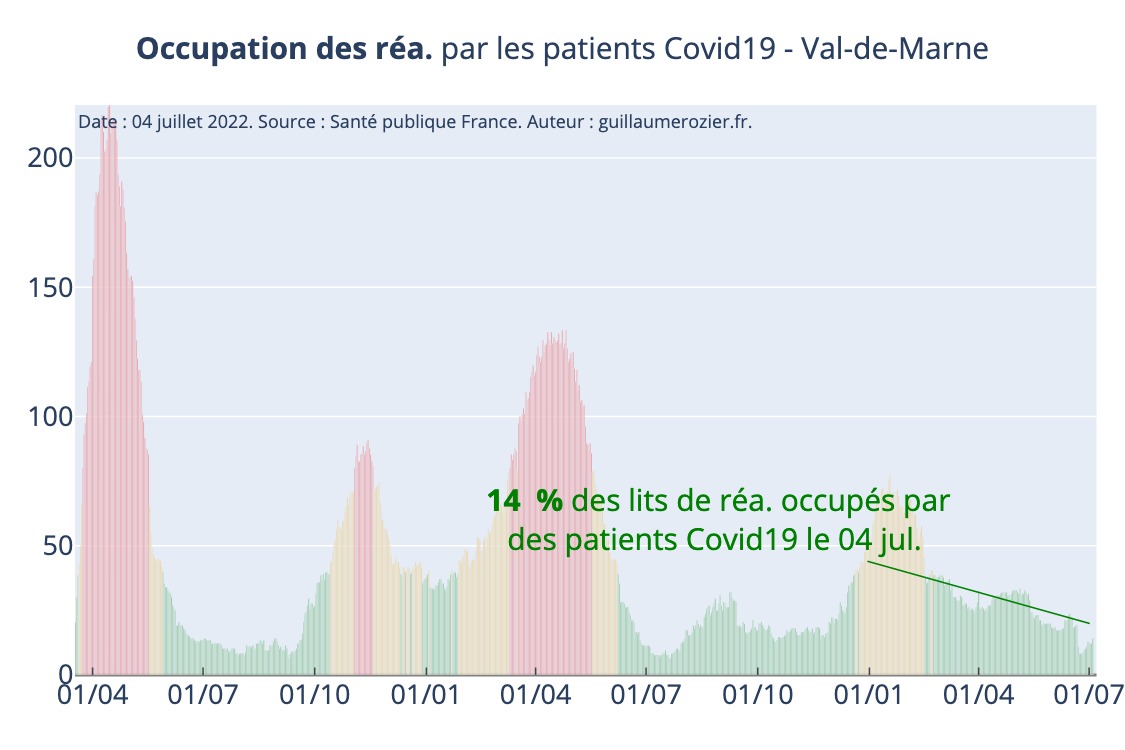 Occupation des réa. par les patients Covid19 - Val-de-Marne
Date : 04 juillet 2022. Source : Santé publique France. Auteur : guillaumerozier.fr.
200
150
100
14 % des lits de réa. occupés par
des patients Covid19 le 04 jul.
50
0
01/04 01/07 01/10 01/01 01/04 01/07 01/10 01/01 01/04 01/07